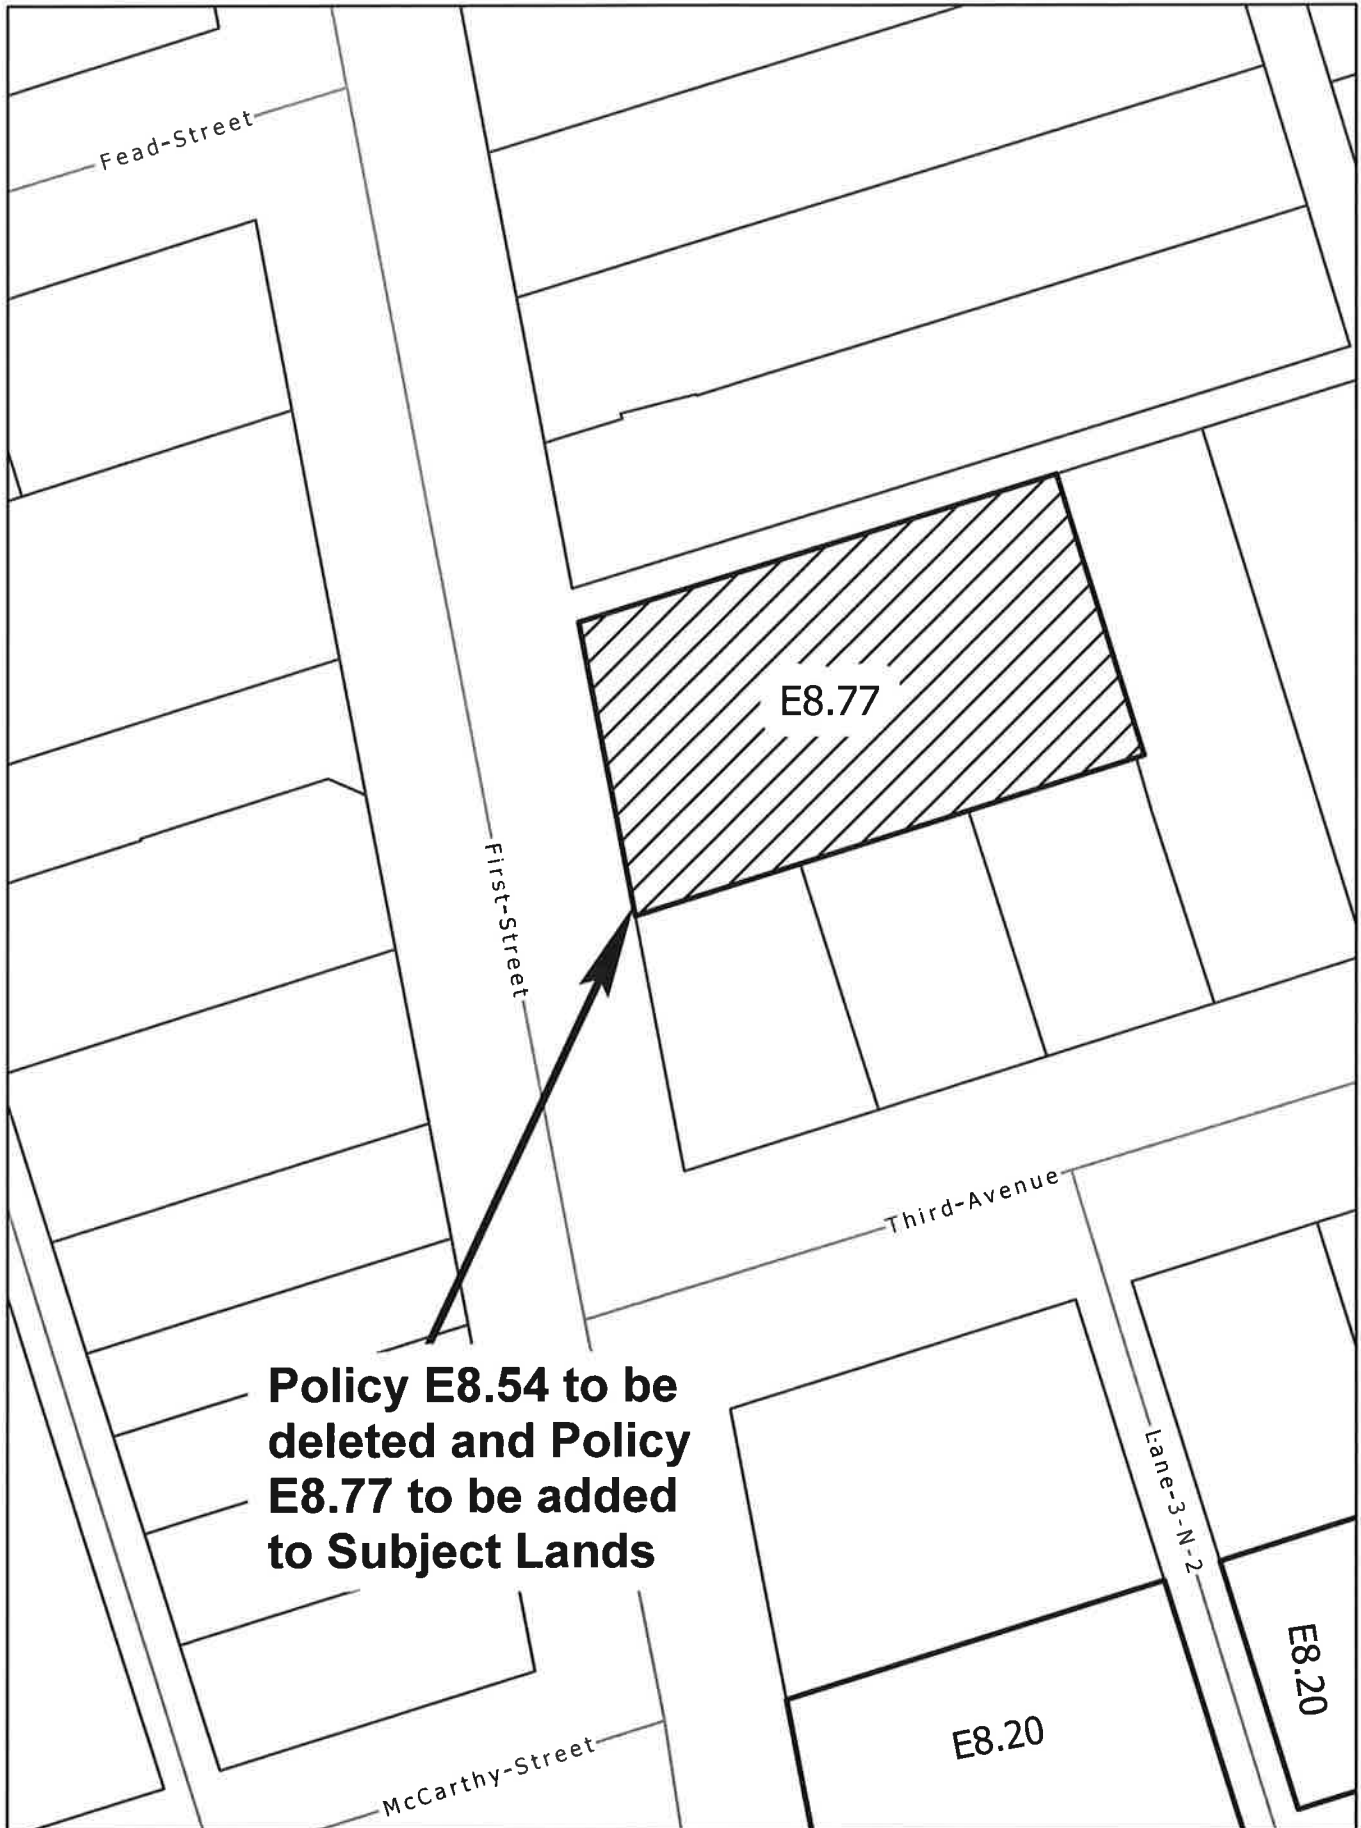 Fead-Street
E8.77
First-Street
Third-Avenue
Policy E8.54 to be
deleted and Policy
E8.77 to be added
to Subject Lands
Lane-3-N-2
E8.20
E8.20
McCarthy-Street